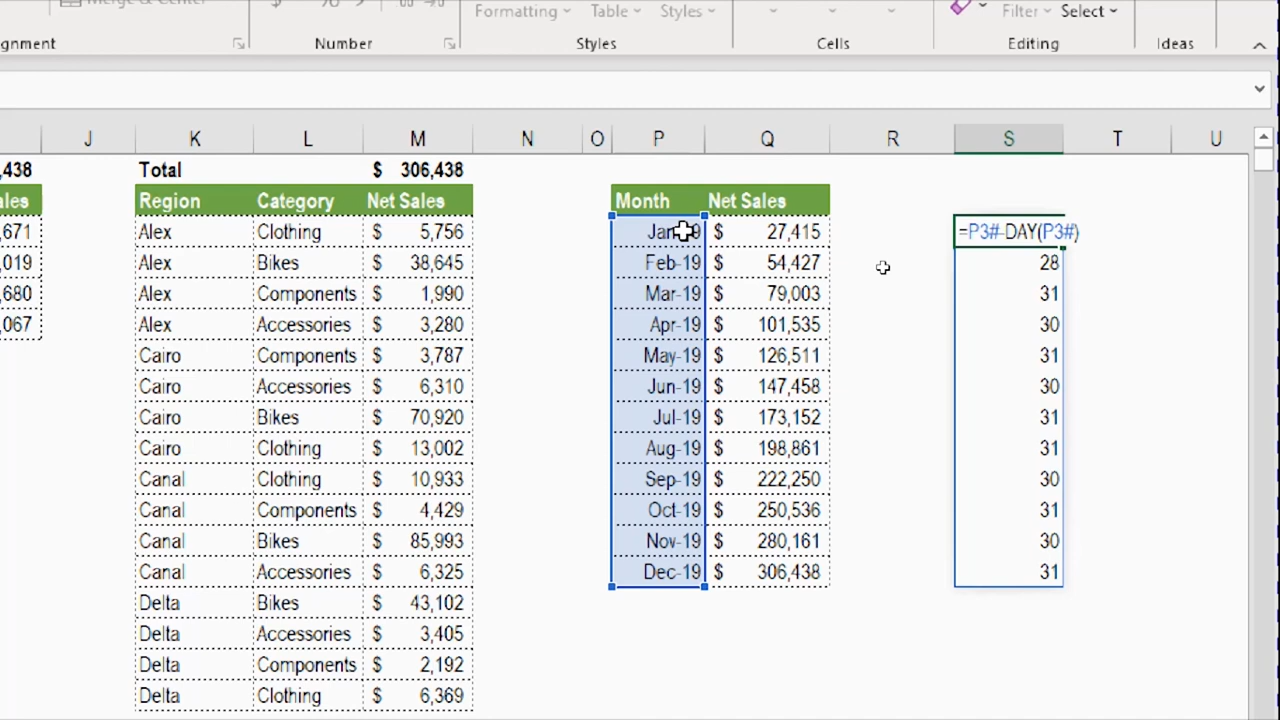 Merge & Center
$ % 9
Formatting Table Styles
Filter Select
gnment Number Styles Cells Editing Ideas
J K L M N O P Q R S T U
,438 Total $ 306,438
ales Region Category Net Sales Month Net Sales
,671 Alex Clothing $ 5,756 Jan-19 $ 27,415 =P3#-DAY(P3#)
,019 Alex Bikes $ 38,645 Feb-19 $ 54,427 28
,680 Alex Components $ 1,990 Mar-19 $ 79,003 31
,067 Alex Accessories $ 3,280 Apr-19 $ 101,535 30
Cairo Components $ 3,787 May-19 $ 126,511 31
Cairo Accessories $ 6,310 Jun-19 $ 147,458 30
Cairo Bikes $ 70,920 Jul-19 $ 173,152 31
Cairo Clothing $ 13,002 Aug-19 $ 198,861 31
Canal Clothing $ 10,933 Sep-19 $ 222,250 30
Canal Components $ 4,429 Oct-19 $ 250,536 31
Canal Bikes $ 85,993 Nov-19 $ 280,161 30
Canal Accessories $ 6,325 Dec-19 $ 306,438 31
Delta Bikes $ 43,102
Delta Accessories $ 3,405
Delta Components $ 2,192
Delta Clothing $ 6,369